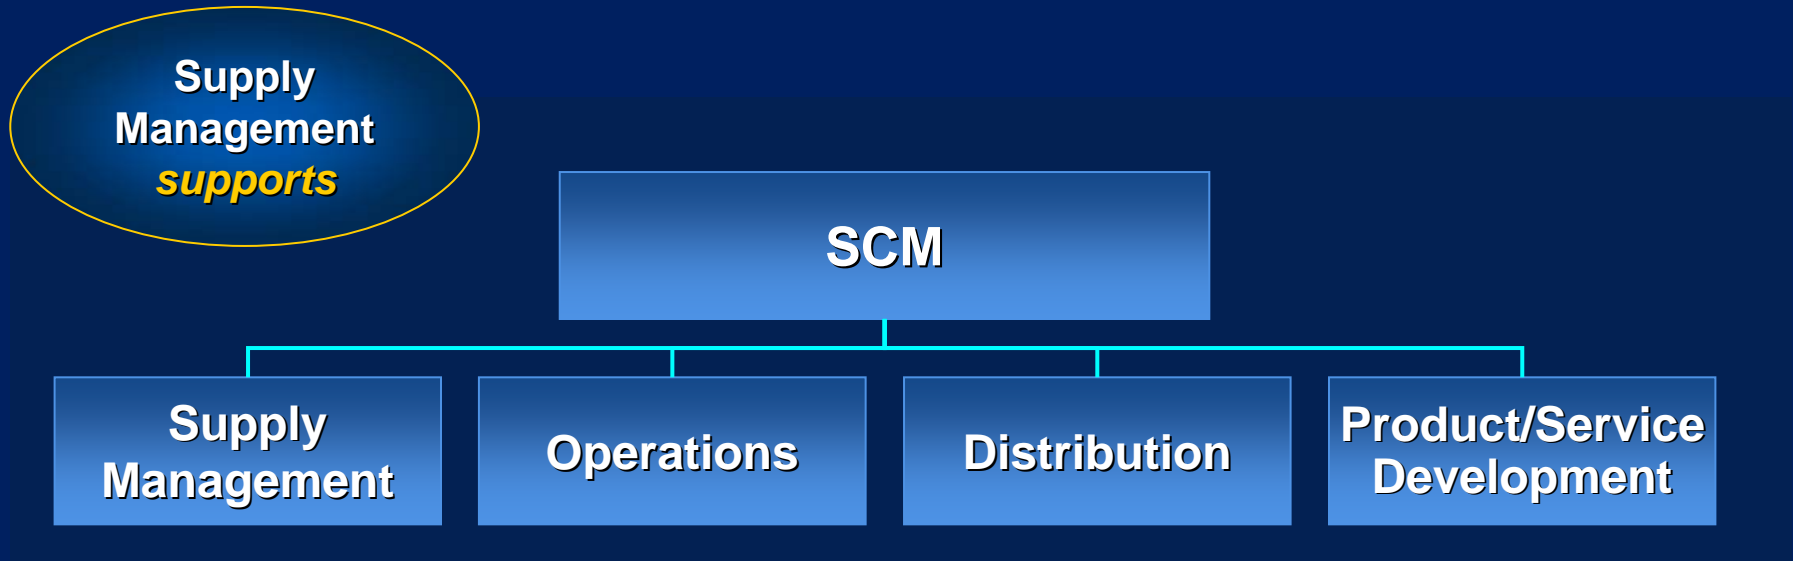 Supply
Management
supports
SCM
Supply
Management
Operations
Distribution
Product/Service
Development